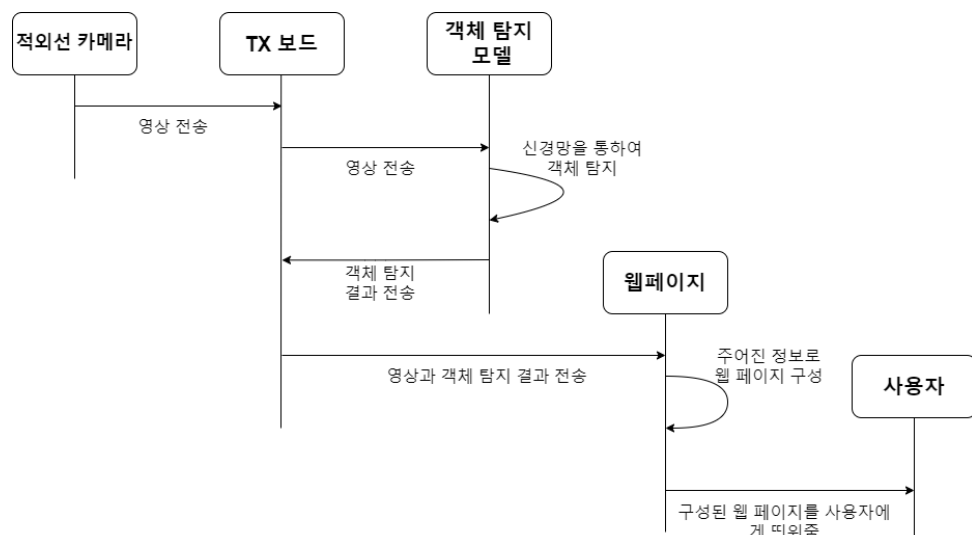 적외선 카메라
TX 보드
객체 탐지
모델
영상 전송
영상 전송
신경망을 통하여
객체 탐지
객체 탐지
결과 전송
웹페이지
영상과 객체 탐지 결과 전송
주어진 정보로
웹 페이지 구성
사용자
구성된 웹 페이지를 사용자에
게 띄워줌